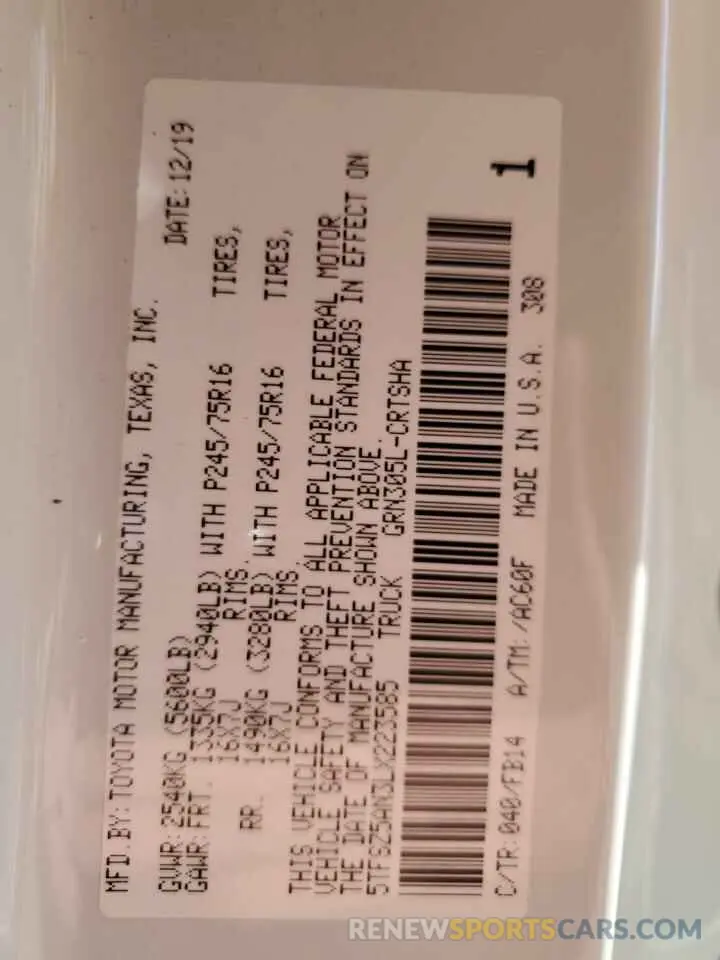 MFD.BY:TOYOTA MOTOR MANUFACTURING, TEXAS, INC.
DATE:12/19
GVWR:2540KG (5600LB)
GAWR:FRT. 1335KG (2940LB) WITH P245/75R16 TIRES,
16X7J RIMS.
RR. 1490KG (3280LB) WITH P245/75R16 TIRES,
16X7J RIMS.
THIS VEHICLE CONFORMS TO ALL APPLICABLE FEDERAL MOTOR
VEHICLE SAFETY AND THEFT PREVENTION STANDARDS IN EFFECT ON
THE DATE OF MANUFACTURE SHOWN ABOVE.
5TFSZ5AN3LX223585 TRUCK GRN305L-CRTSHA
1
C/TR:040/FB14 A/TM:/AC60F MADE IN U.S.A. 308
RENEWSPORTSCARS.COM